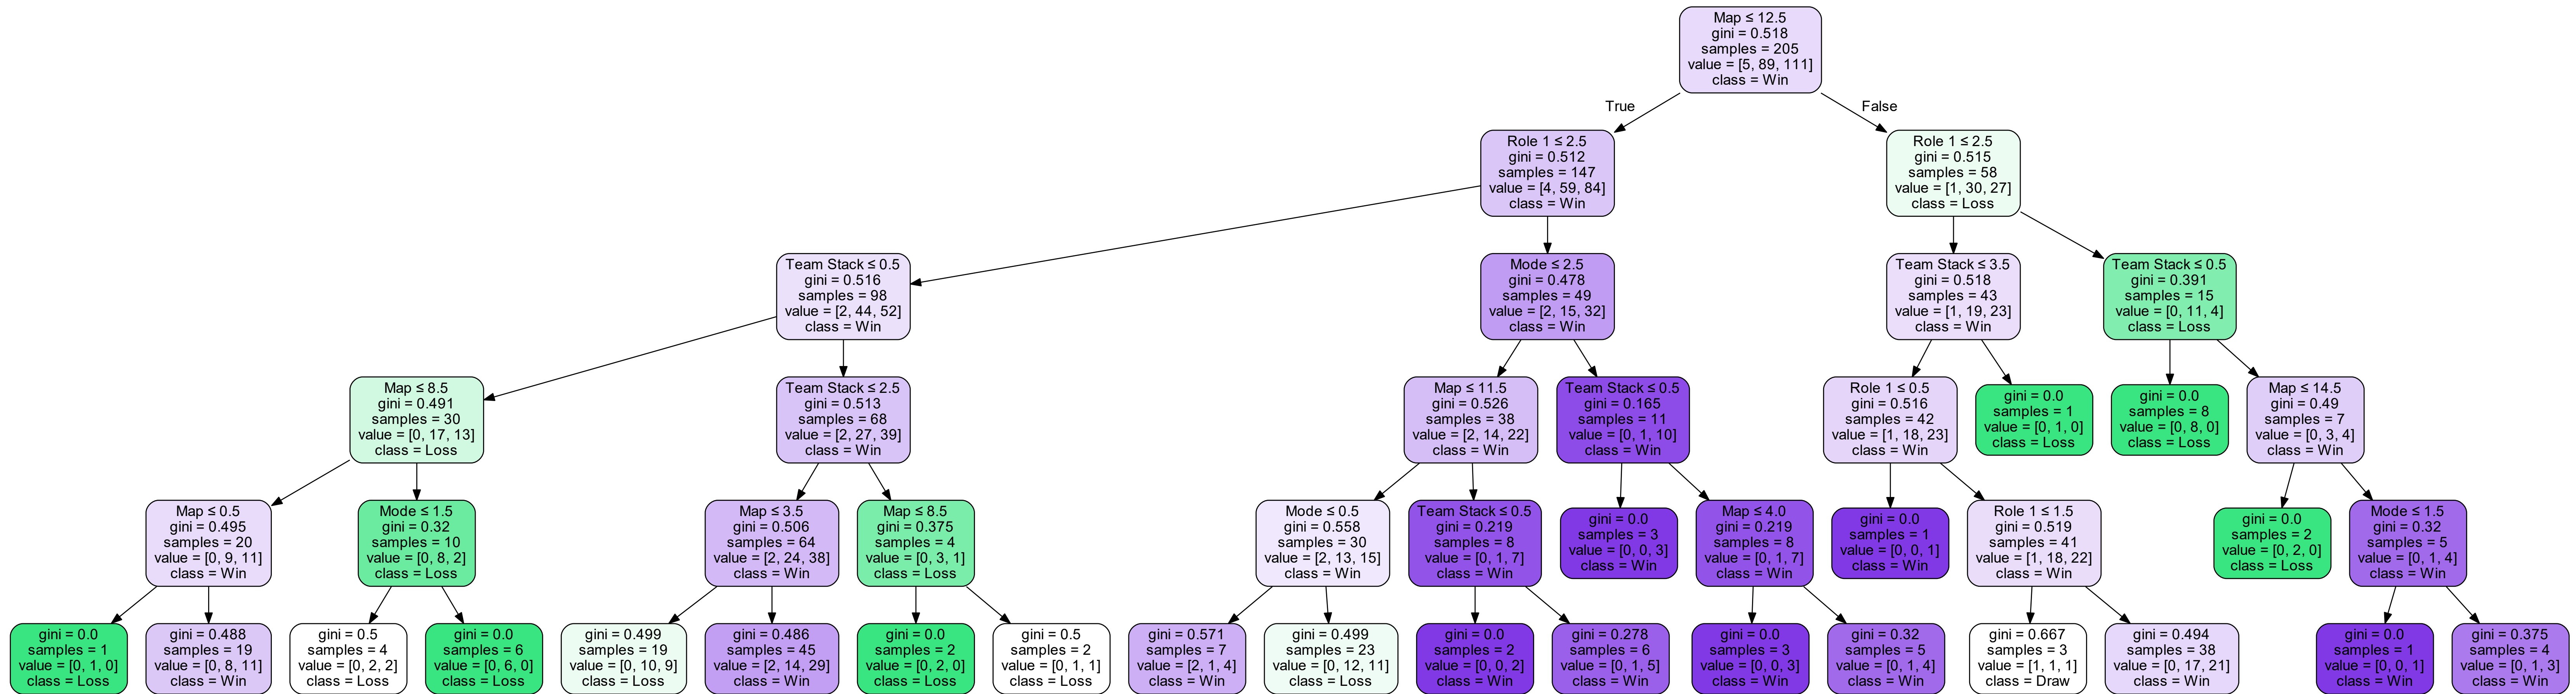 Map ≤ 12.5
gini = 0.518
samples = 205
value = [5, 89, 111]
class = Win
True
False
Role 1 ≤ 2.5
gini = 0.512
samples = 147
value = [4, 59, 84]
class = Win
Role 1 ≤ 2.5
gini = 0.515
samples = 58
value = [1, 30, 27]
class = Loss
Team Stack ≤ 0.5
gini = 0.516
samples = 98
value = [2, 44, 52]
class = Win
Mode ≤ 2.5
gini = 0.478
samples = 49
value = [2, 15, 32]
class = Win
Team Stack ≤ 3.5
gini = 0.518
samples = 43
value = [1, 19, 23]
class = Win
Team Stack ≤ 0.5
gini = 0.391
samples = 15
value = [0, 11, 4]
class = Loss
Map ≤ 8.5
gini = 0.491
samples = 30
value = [0, 17, 13]
class = Loss
Team Stack ≤ 2.5
gini = 0.513
samples = 68
value = [2, 27, 39]
class = Win
Map ≤ 11.5
gini = 0.526
samples = 38
value = [2, 14, 22]
class = Win
Team Stack ≤ 0.5
gini = 0.165
samples = 11
value = [0, 1, 10]
class = Win
Role 1 ≤ 0.5
gini = 0.516
samples = 42
value = [1, 18, 23]
class = Win
gini = 0.0
samples = 1
value = [0, 1, 0]
class = Loss
gini = 0.0
samples = 8
value = [0, 8, 0]
class = Loss
Map ≤ 14.5
gini = 0.49
samples = 7
value = [0, 3, 4]
class = Win
Map ≤ 0.5
gini = 0.495
samples = 20
value = [0, 9, 11]
class = Win
Mode ≤ 1.5
gini = 0.32
samples = 10
value = [0, 8, 2]
class = Loss
Map ≤ 3.5
gini = 0.506
samples = 64
value = [2, 24, 38]
class = Win
Map ≤ 8.5
gini = 0.375
samples = 4
value = [0, 3, 1]
class = Loss
Mode ≤ 0.5
gini = 0.558
samples = 30
value = [2, 13, 15]
class = Win
Team Stack ≤ 0.5
gini = 0.219
samples = 8
value = [0, 1, 7]
class = Win
gini = 0.0
samples = 3
value = [0, 0, 3]
class = Win
Map ≤ 4.0
gini = 0.219
samples = 8
value = [0, 1, 7]
class = Win
gini = 0.0
samples = 1
value = [0, 0, 1]
class = Win
Role 1 ≤ 1.5
gini = 0.519
samples = 41
value = [1, 18, 22]
class = Win
gini = 0.0
samples = 2
value = [0, 2, 0]
class = Loss
Mode ≤ 1.5
gini = 0.32
samples = 5
value = [0, 1, 4]
class = Win
gini = 0.0
samples = 1
value = [0, 1, 0]
class = Loss
gini = 0.488
samples = 19
value = [0, 8, 11]
class = Win
gini = 0.5
samples = 4
value = [0, 2, 2]
class = Loss
gini = 0.0
samples = 6
value = [0, 6, 0]
class = Loss
gini = 0.499
samples = 19
value = [0, 10, 9]
class = Loss
gini = 0.486
samples = 45
value = [2, 14, 29]
class = Win
gini = 0.0
samples = 2
value = [0, 2, 0]
class = Loss
gini = 0.5
samples = 2
value = [0, 1, 1]
class = Loss
gini = 0.571
samples = 7
value = [2, 1, 4]
class = Win
gini = 0.499
samples = 23
value = [0, 12, 11]
class = Loss
gini = 0.0
samples = 2
value = [0, 0, 2]
class = Win
gini = 0.278
samples = 6
value = [0, 1, 5]
class = Win
gini = 0.0
samples = 3
value = [0, 0, 3]
class = Win
gini = 0.32
samples = 5
value = [0, 1, 4]
class = Win
gini = 0.667
samples = 3
value = [1, 1, 1]
class = Draw
gini = 0.494
samples = 38
value = [0, 17, 21]
class = Win
gini = 0.0
samples = 1
value = [0, 0, 1]
class = Win
gini = 0.375
samples = 4
value = [0, 1, 3]
class = Win